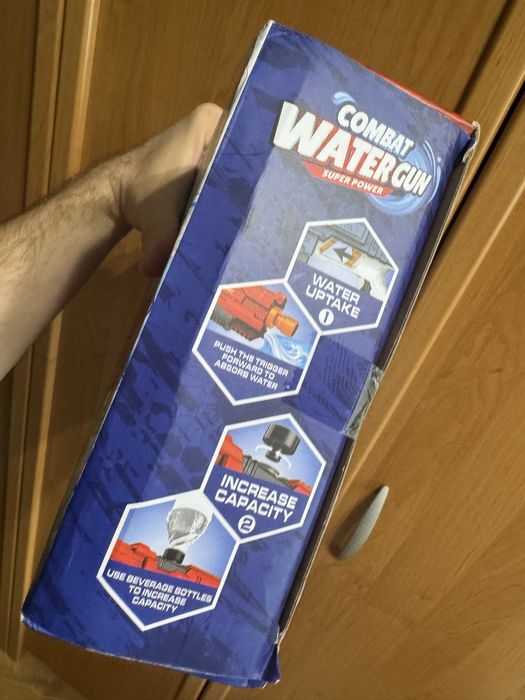 COMBAT
WATER GUN
SUPER POWER
WATER
UPTAKE
1
PUSH THE TRIGGER
FORWARD TO
ABSORB WATER
INCREASE
CAPACITY
2
USE BEVERAGE BOTTLES
TO INCREASE
CAPACITY